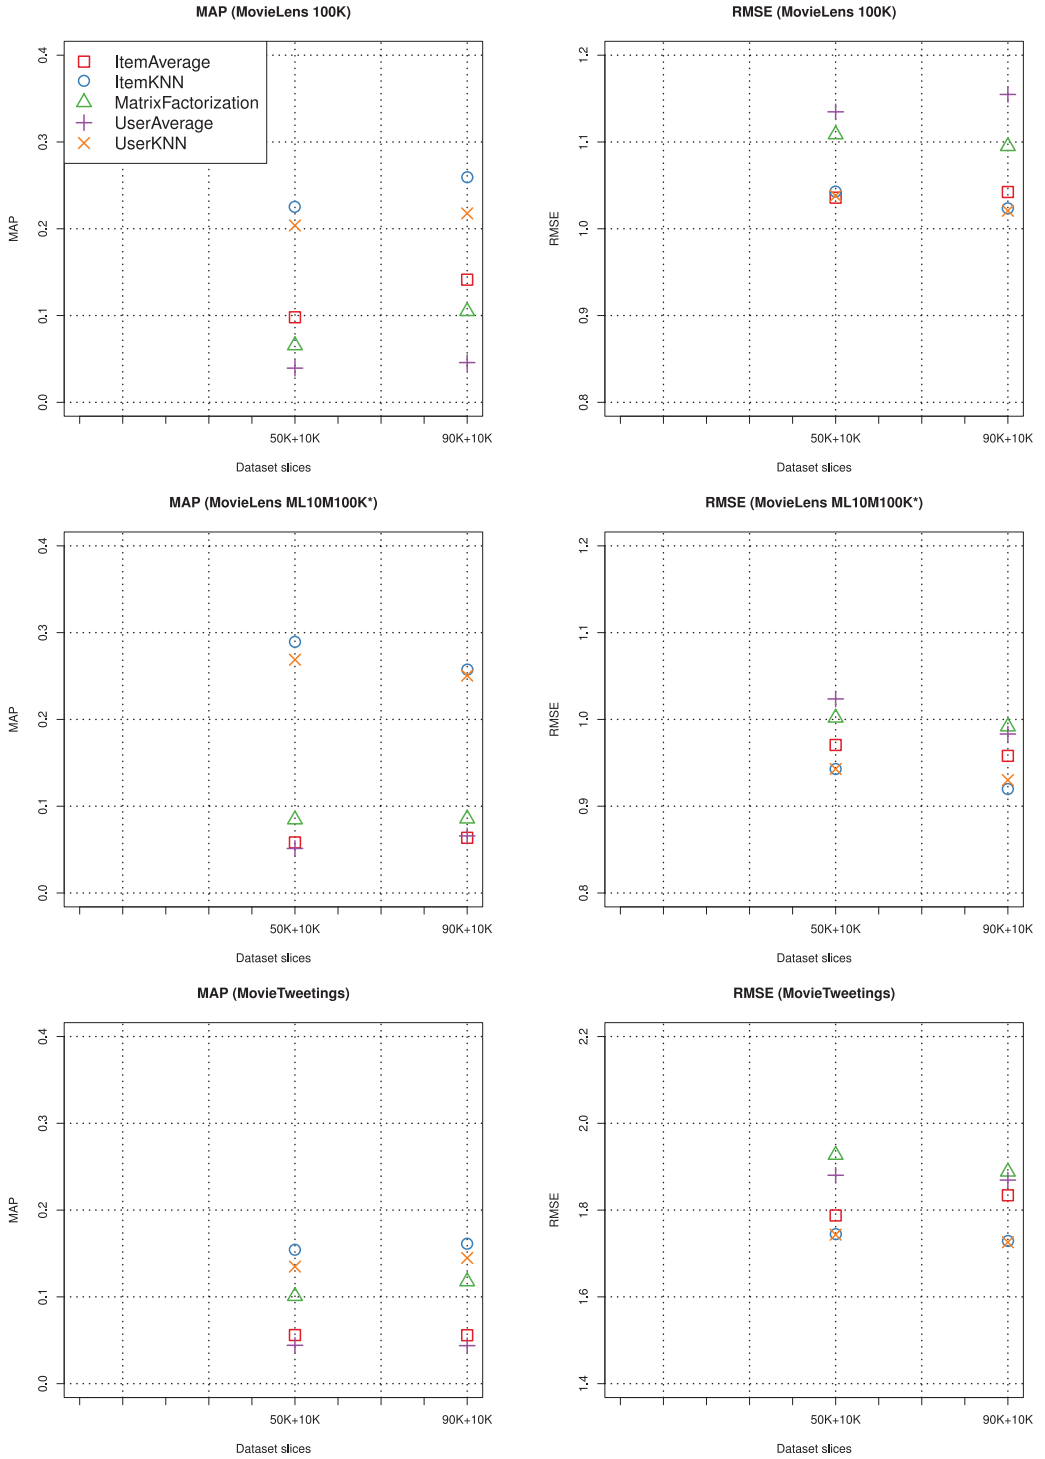 MAP (MovieLens 100K)
MAP
0.0
0.1
0.2
0.3
0.4
ItemAverage
ItemKNN
MatrixFactorization
UserAverage
UserKNN
50K+10K
90K+10K
Dataset slices
RMSE (MovieLens 100K)
RMSE
0.8
0.9
1.0
1.1
1.2
50K+10K
90K+10K
Dataset slices
MAP (MovieLens ML10M100K*)
MAP
0.0
0.1
0.2
0.3
0.4
50K+10K
90K+10K
Dataset slices
RMSE (MovieLens ML10M100K*)
RMSE
0.8
0.9
1.0
1.1
1.2
50K+10K
90K+10K
Dataset slices
MAP (MovieTweetings)
MAP
0.0
0.1
0.2
0.3
0.4
50K+10K
90K+10K
Dataset slices
RMSE (MovieTweetings)
RMSE
1.4
1.6
1.8
2.0
2.2
50K+10K
90K+10K
Dataset slices